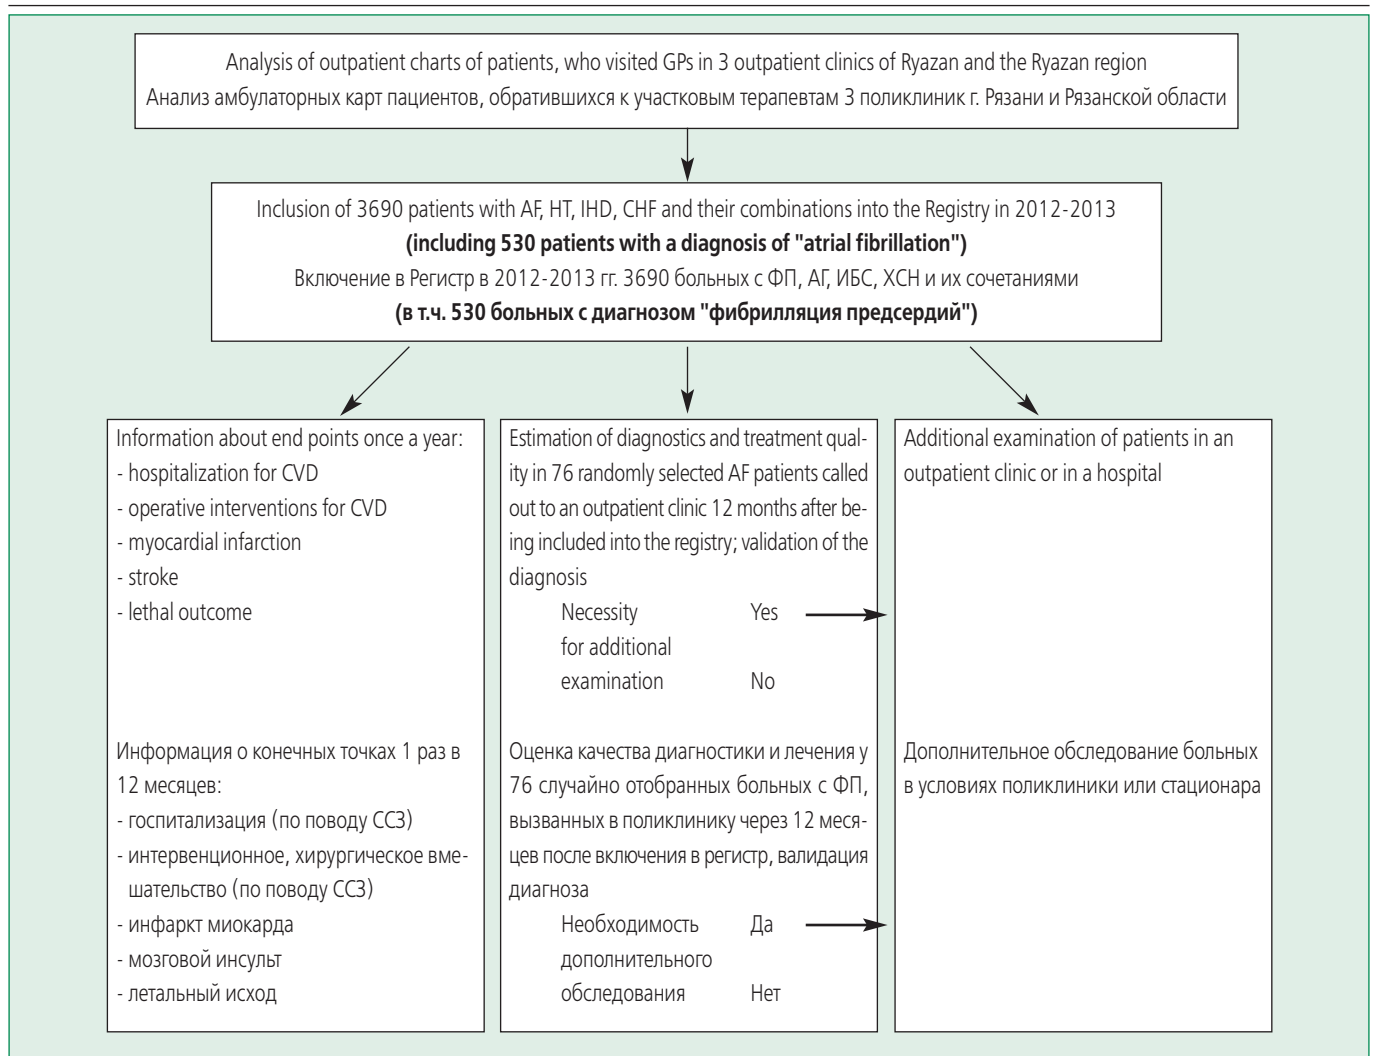 Analysis of outpatient charts of patients, who visited GPs in 3 outpatient clinics of Ryazan and the Ryazan region
Анализ амбулаторных карт пациентов, обратившихся к участковым терапевтам 3 поликлиник г. Рязани и Рязанской области
Inclusion of 3690 patients with AF, HT, IHD, CHF and their combinations into the Registry in 2012-2013
(including 530 patients with a diagnosis of "atrial fibrillation")
Включение в Регистр в 2012-2013 гг. 3690 больных с ФП, АГ, ИБС, ХСН и их сочетаниями
(в т.ч. 530 больных с диагнозом "фибрилляция предсердий")
Information about end points once a year:
- hospitalization for CVD
- operative interventions for CVD
- myocardial infarction
- stroke
- lethal outcome
Информация о конечных точках 1 раз в
12 месяцев:
- госпитализация (по поводу ССЗ)
- интервенционное, хирургическое вме-
шательство (по поводу ССЗ)
- инфаркт миокарда
- мозговой инсульт
- летальный исход
Estimation of diagnostics and treatment qual-
ity in 76 randomly selected AF patients called
out to an outpatient clinic 12 months after be-
ing included into the registry; validation of the
diagnosis
Necessity Yes
for additional
examination No
Оценка качества диагностики и лечения у
76 случайно отобранных больных с ФП,
вызванных в поликлинику через 12 меся-
цев после включения в регистр, валидация
диагноза
Необходимость Да
дополнительного
обследования Нет
Additional examination of patients in an
outpatient clinic or in a hospital
Дополнительное обследование больных
в условиях поликлиники или стационара